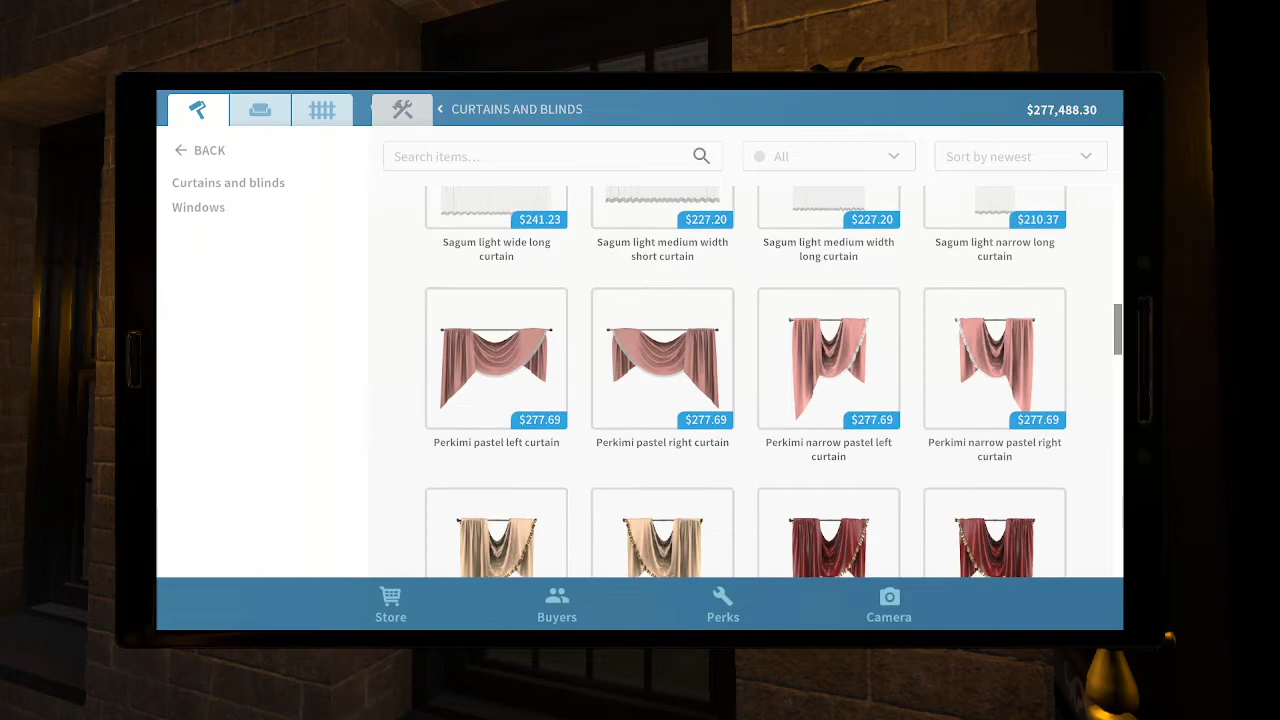 CURTAINS AND BLINDS
$277,488.30
BACK
Curtains and blinds
Windows
Search items...
All
Sort by newest
$241.23
$227.20
$227.20
$210.37
Sagum light wide long
curtain
Sagum light medium width
short curtain
Sagum light medium width
long curtain
Sagum light narrow long
curtain
$277.69
$277.69
$277.69
$277.69
Perkimi pastel left curtain
Perkimi pastel right curtain
Perkimi narrow pastel left
curtain
Perkimi narrow pastel right
curtain
Store
Buyers
Perks
Camera